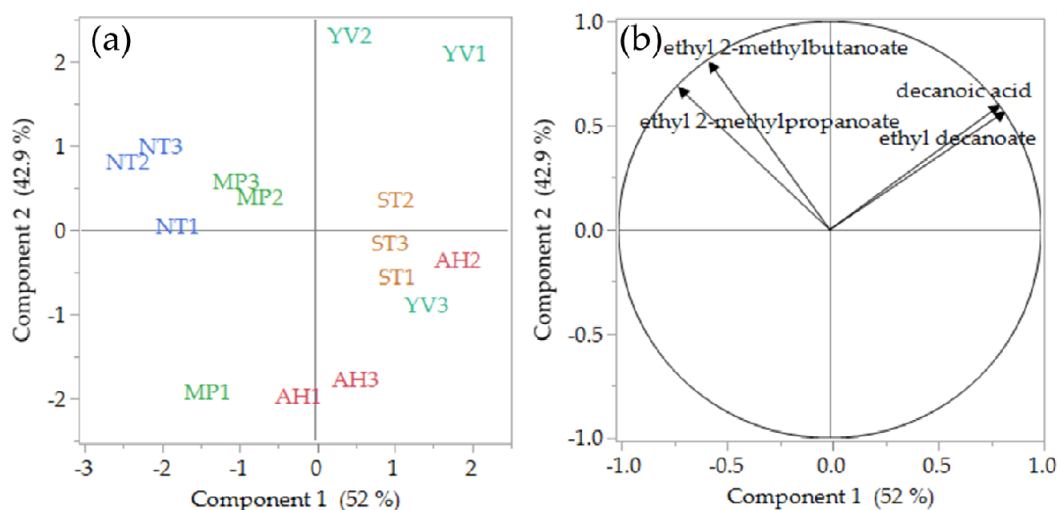 (a)
YV2
YV1
2
NT3
NT2
1
MP3
MP2
ST2
NT1
0
ST3
AH2
ST1
YV3
-1
MP1
AH3
AH1
-2
-3
-2
-1
0
1
2
Component 1 (52 %)
Component 2 (42.9 %)
(b)
1.0
ethyl 2-methylbutanoate
decanoic acid
ethyl 2-methylpropanoate
ethyl decanoate
0.5
0.0
-0.5
-1.0
-1.0
-0.5
0.0
0.5
1.0
Component 1 (52 %)
Component 2 (42.9 %)